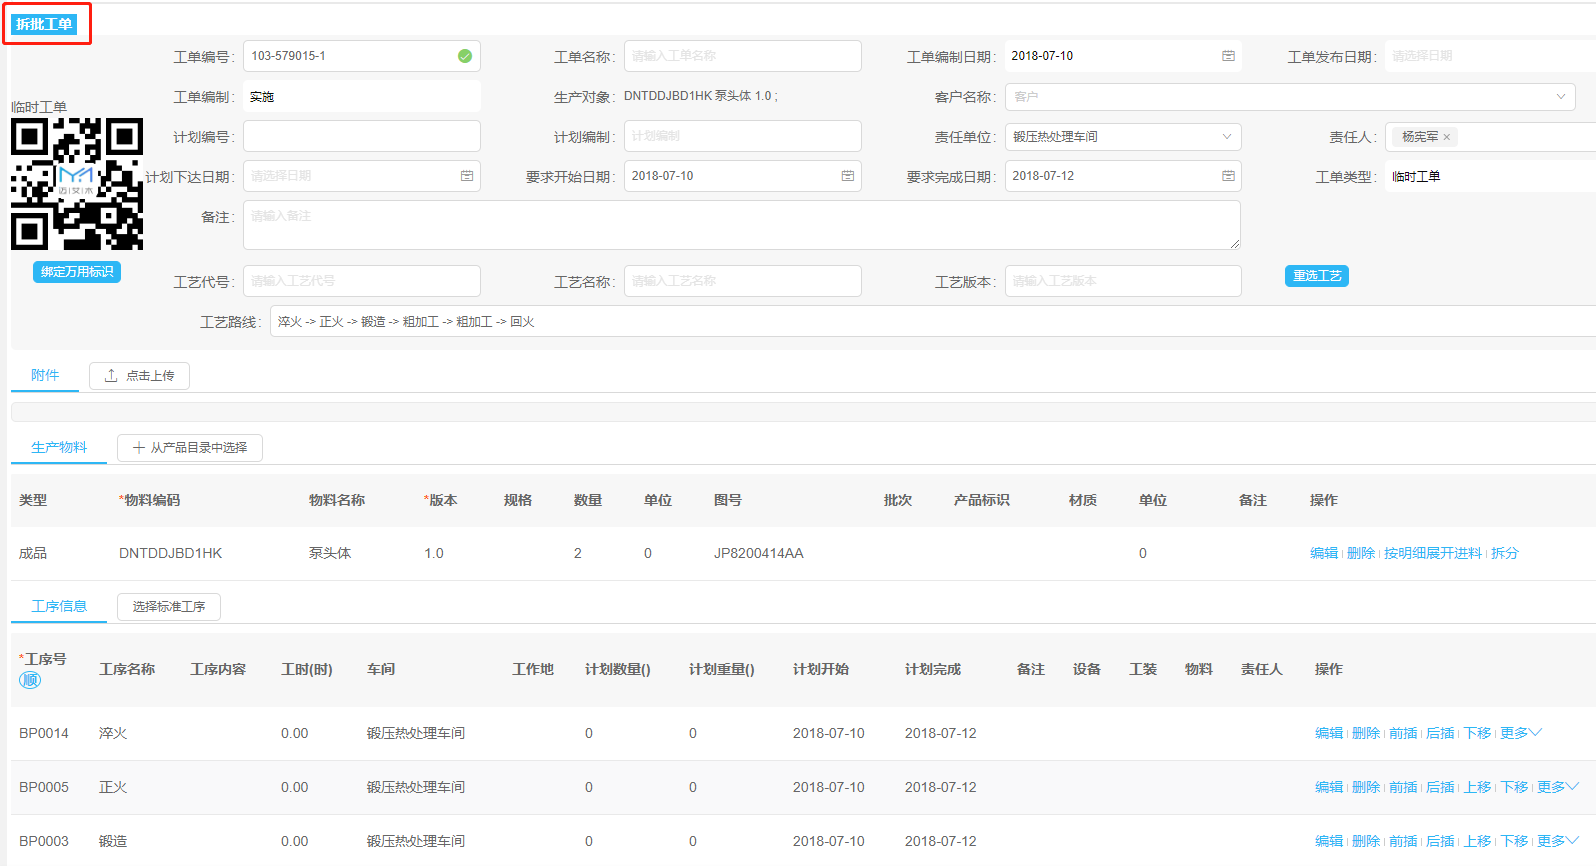 拆批工单
工单编号: 103-579015-1 工单名称: 请输入工单名称 工单编制日期: 2018-07-10 工单发布日期: 请选择日期
临时工单
工单编制: 实施 生产对象: DNTDDJBD1HK 泵头体 1.0 ; 客户名称: 客户
计划编号: 计划编制: 计划编制 责任单位: 锻压热处理车间 责任人: 杨宪军 ×
迈艾木
计划下达日期: 请选择日期 要求开始日期: 2018-07-10 要求完成日期: 2018-07-12 工单类型: 临时工单
备注: 请输入备注
绑定万用标识
工艺代号: 请输入工艺代号 工艺名称: 请输入工艺名称 工艺版本: 请输入工艺版本 重选工艺
工艺路线: 淬火 -> 正火 -> 锻造 -> 粗加工 -> 粗加工 -> 回火
附件 点击上传
生产物料 从产品目录中选择
类型 *物料编码 物料名称 *版本 规格 数量 单位 图号 批次 产品标识 材质 单位 备注 操作
成品 DNTDDJBD1HK 泵头体 1.0 2 0 JP8200414AA 0 编辑 删除 按明细展开进料 拆分
工序信息 选择标准工序
*工序号 顺 工序名称 工序内容 工时(时) 车间 工作地 计划数量() 计划重量() 计划开始 计划完成 备注 设备 工装 物料 责任人 操作
BP0014 淬火 0.00 锻压热处理车间 0 0 2018-07-10 2018-07-12 编辑 删除 前插 后插 下移 更多
BP0005 正火 0.00 锻压热处理车间 0 0 2018-07-10 2018-07-12 编辑 删除 前插 后插 上移 下移 更多
BP0003 锻造 0.00 锻压热处理车间 0 0 2018-07-10 2018-07-12 编辑 删除 前插 后插 上移 下移 更多